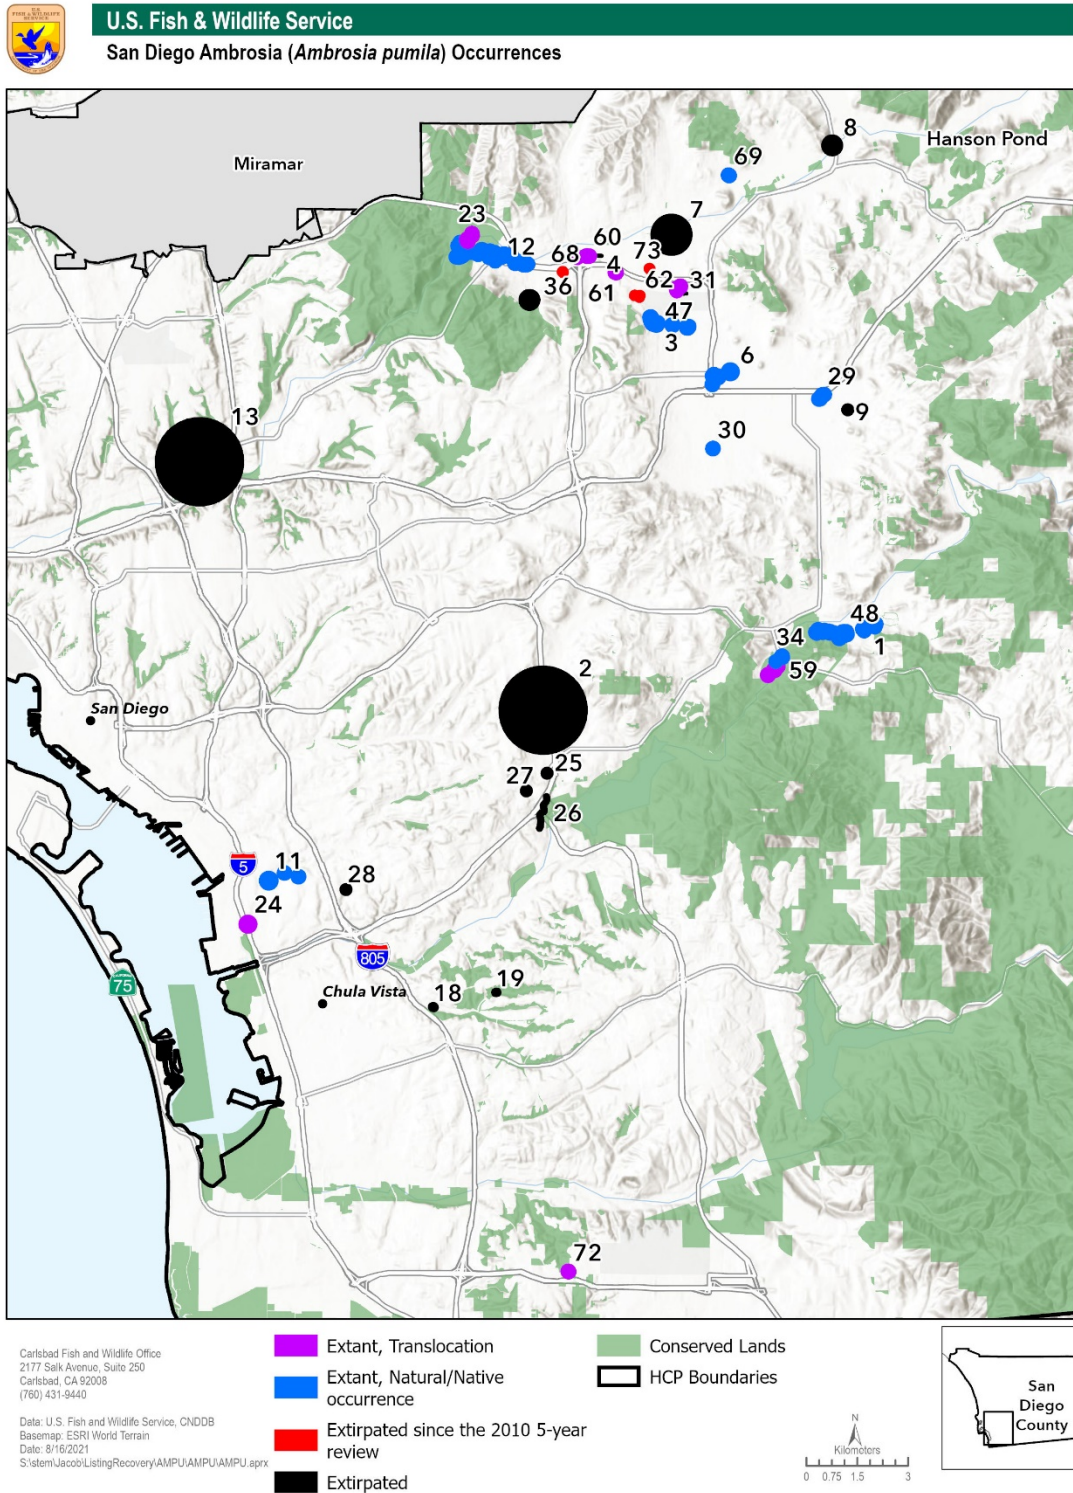 U.S.
FISH & WILDLIFE
SERVICE
U.S. Fish & Wildlife Service
San Diego Ambrosia (Ambrosia pumila) Occurrences
Miramar
Hanson Pond
8
69
7
23
12
68
60
4
73
36
61
62
31
47
3
6
29
9
13
30
48
1
34
59
2
San Diego
25
27
26
5
11
28
24
805
75
Chula Vista
18
19
72
Carlsbad Fish and Wildlife Office
2177 Salk Avenue, Suite 250
Carlsbad, CA 92008
(760) 431-9440
Data: U.S. Fish and Wildlife Service, CNDDB
Basemap: ESRI World Terrain
Date: 8/16/2021
S:\stem\Jacob\ListingRecovery\AMPU\AMPU\AMPU.aprx
Extant, Translocation
Extant, Natural/Native
occurrence
Extirpated since the 2010 5-year
review
Extirpated
Conserved Lands
HCP Boundaries
N
Kilometers
0 0.75 1.5 3
San
Diego
County